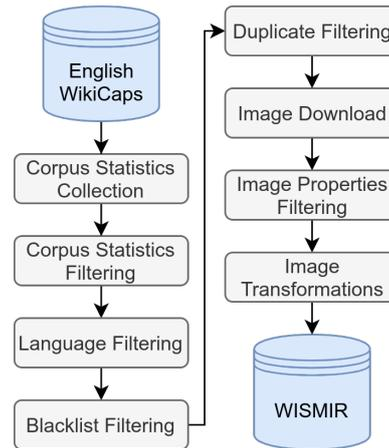 English
WikiCaps
Corpus Statistics
Collection
Corpus Statistics
Filtering
Language Filtering
Blacklist Filtering
Duplicate Filtering
Image Download
Image Properties
Filtering
Image
Transformations
WISMIR